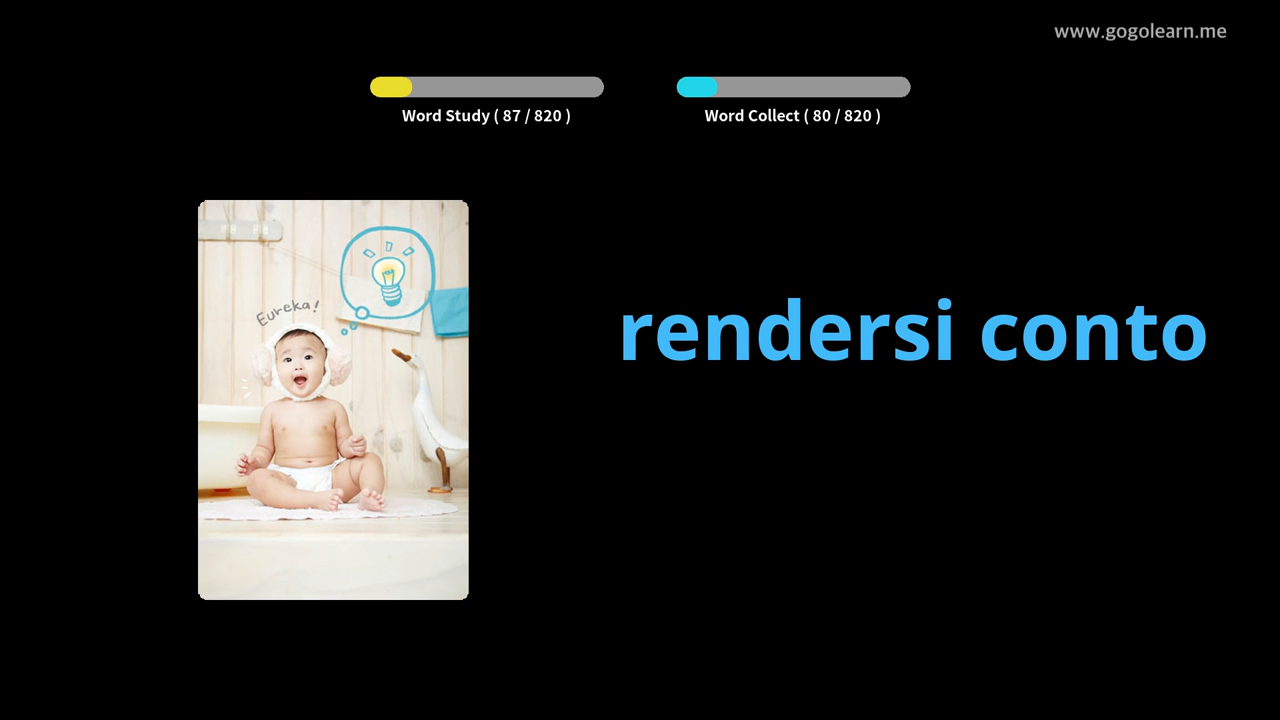 www.gogolearn.me
Word Study ( 87 / 820 )
Word Collect ( 80 / 820 )
Eureka!
rendersi conto